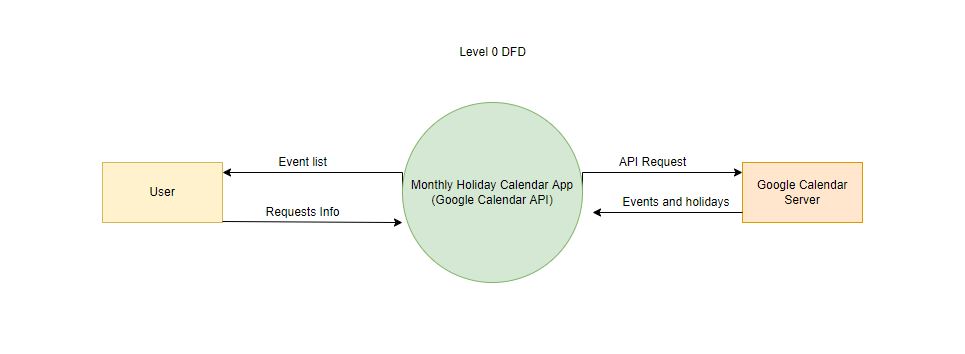 Level 0 DFD
Event list
API Request
User
Monthly Holiday Calendar App
(Google Calendar API)
Google Calendar
Server
Requests Info
Events and holidays